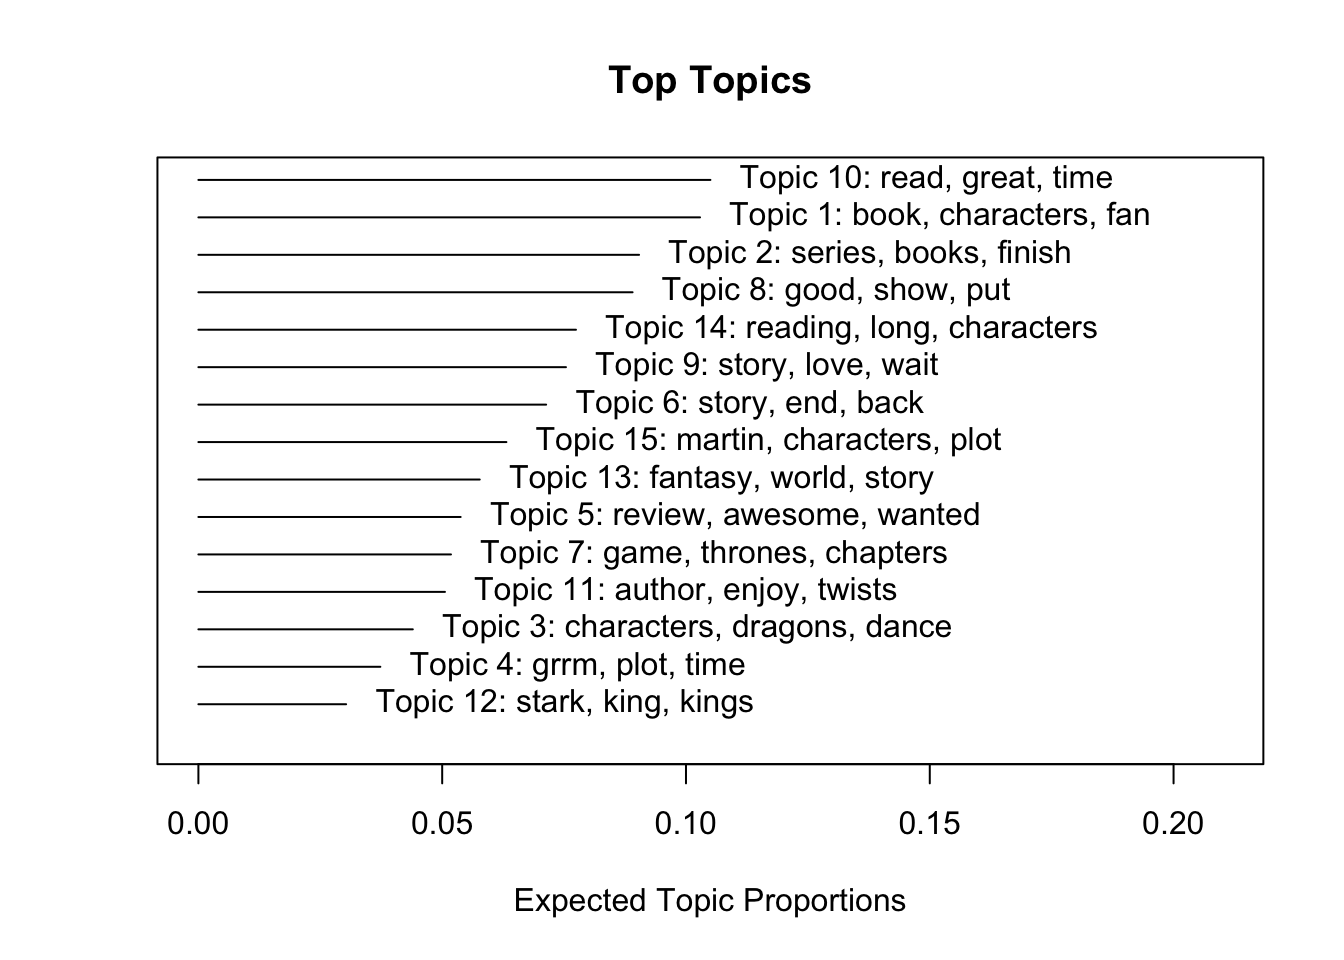 Top Topics
Topic 10: read, great, time
Topic 1: book, characters, fan
Topic 2: series, books, finish
Topic 8: good, show, put
Topic 14: reading, long, characters
Topic 9: story, love, wait
Topic 6: story, end, back
Topic 15: martin, characters, plot
Topic 13: fantasy, world, story
Topic 5: review, awesome, wanted
Topic 7: game, thrones, chapters
Topic 11: author, enjoy, twists
Topic 3: characters, dragons, dance
Topic 4: grrm, plot, time
Topic 12: stark, king, kings
0.00 0.05 0.10 0.15 0.20
Expected Topic Proportions